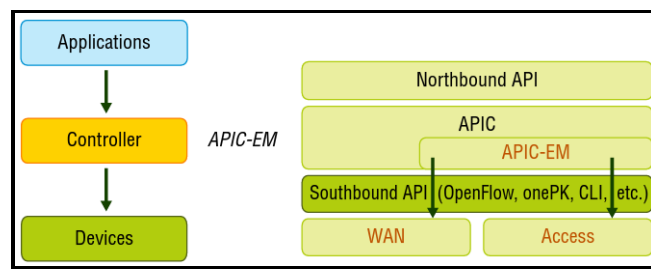 Applications
Northbound API
APIC
Controller
APIC-EM
APIC-EM
Southbound API (OpenFlow, onePK, CLI, etc.)
Devices
WAN
Access